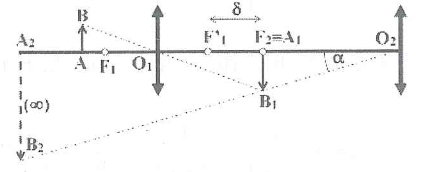 B
δ
A₂
A
F₁
O₁
F'₁
F₂≡A₁
O₂
α
(∞)
B₁
B₂